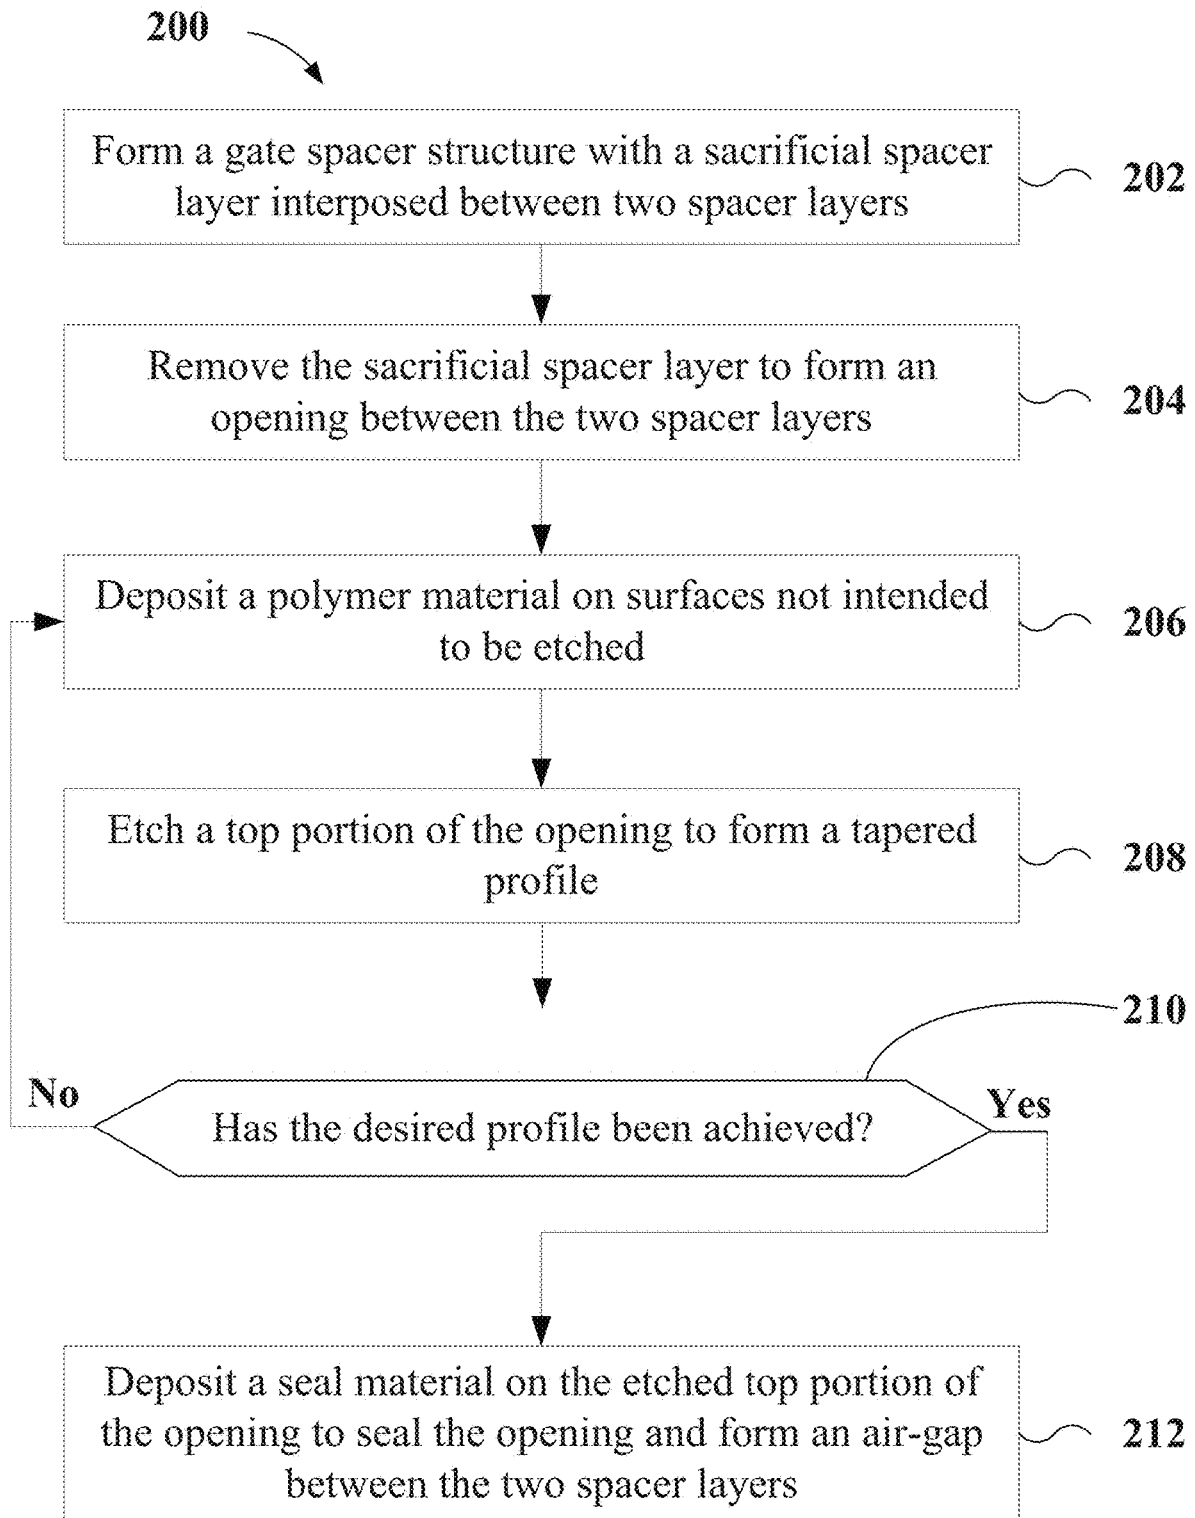 200
Form a gate spacer structure with a sacrificial spacer
layer interposed between two spacer layers
202
Remove the sacrificial spacer layer to form an
opening between the two spacer layers
204
Deposit a polymer material on surfaces not intended
to be etched
206
Etch a top portion of the opening to form a tapered
profile
208
210
No
Has the desired profile been achieved?
Yes
Deposit a seal material on the etched top portion of
the opening to seal the opening and form an air-gap
between the two spacer layers
212